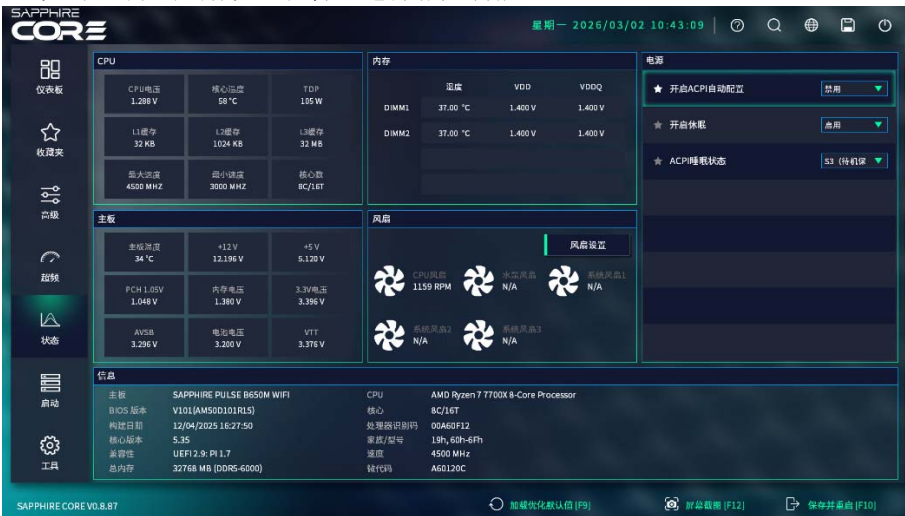 SAPPHIRE
CORE
星期一 2026/03/02 10:43:09
仪表板
收藏夹
高级
超频
状态
启动
工具
CPU
CPU电压 核心温度 TDP
1.288 V 58 °C 105 W
L1缓存 L2缓存 L3缓存
32 KB 1024 KB 32 MB
最大速度 最小速度 核心数
4500 MHZ 3000 MHZ 8C/16T
内存
温度 VDD VDDQ
DIMM1 37.00 °C 1.400 V 1.400 V
DIMM2 37.00 °C 1.400 V 1.400 V
电源
开启ACPI自动配置 禁用
开启休眠 启用
ACPI睡眠状态 S3 (待机保
主板
主板温度 +12 V +5 V
34 °C 12.196 V 5.120 V
PCH 1.05V 内存电压 3.3V电压
1.048 V 1.380 V 3.396 V
AVSB 电池电压 VTT
3.296 V 3.200 V 3.376 V
风扇
风扇设置
CPU风扇 水泵风扇 系统风扇1
1159 RPM N/A N/A
系统风扇2 系统风扇3
N/A N/A
信息
主板 SAPPHIRE PULSE B650M WIFI CPU AMD Ryzen 7 7700X 8-Core Processor
BIOS 版本 V101(AM50D101R15) 核心 8C/16T
构建日期 12/04/2025 16:27:50 处理器识别码 00A60F12
核心版本 5.35 家族/型号 19h, 60h-6Fh
兼容性 UEFI 2.9: PI 1.7 速度 4500 MHz
总内存 32768 MB (DDR5-6000) 微代码 A60120C
SAPPHIRE CORE V0.8.87
加载优化默认值 [F9] 屏幕截图 [F12] 保存并重启 [F10]